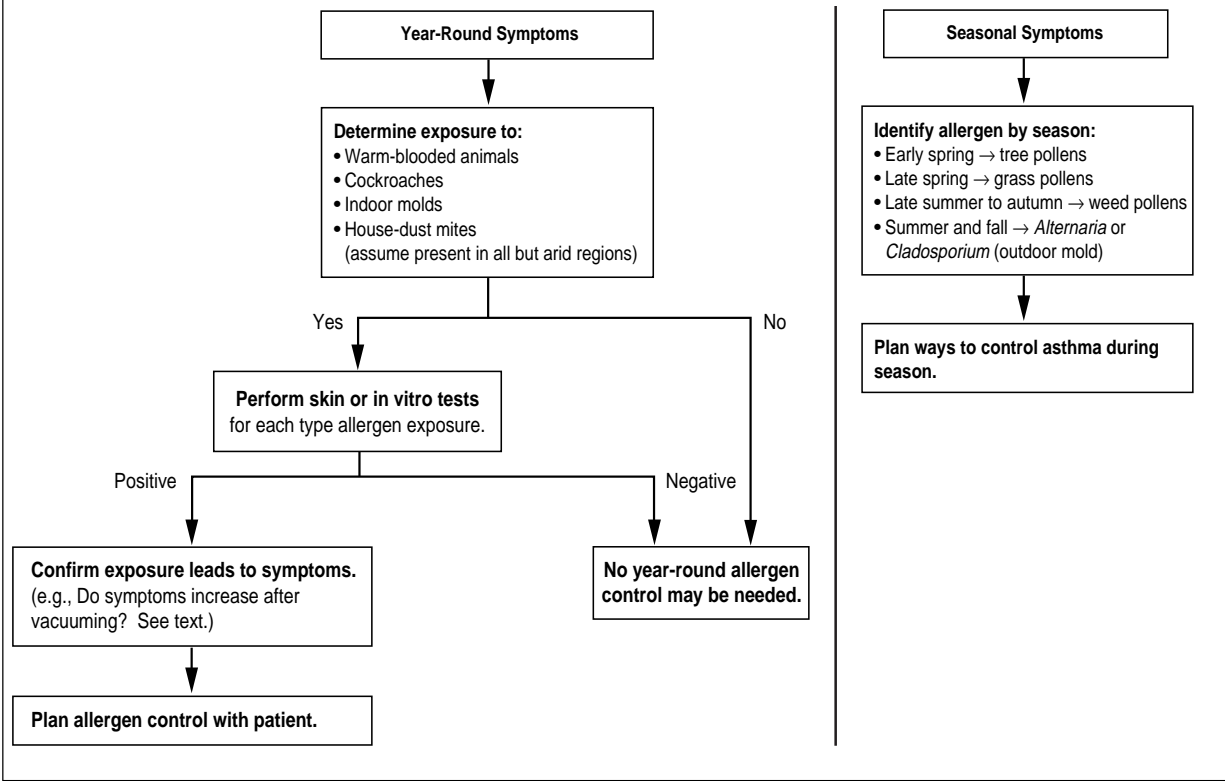 Year-Round Symptoms
Determine exposure to:
• Warm-blooded animals
• Cockroaches
• Indoor molds
• House-dust mites
(assume present in all but arid regions)
Yes
No
Perform skin or in vitro tests
for each type allergen exposure.
Positive
Negative
Confirm exposure leads to symptoms.
(e.g., Do symptoms increase after
vacuuming? See text.)
No year-round allergen
control may be needed.
Plan allergen control with patient.
Seasonal Symptoms
Identify allergen by season:
• Early spring → tree pollens
• Late spring → grass pollens
• Late summer to autumn → weed pollens
• Summer and fall → Alternaria or
Cladosporium (outdoor mold)
Plan ways to control asthma during
season.